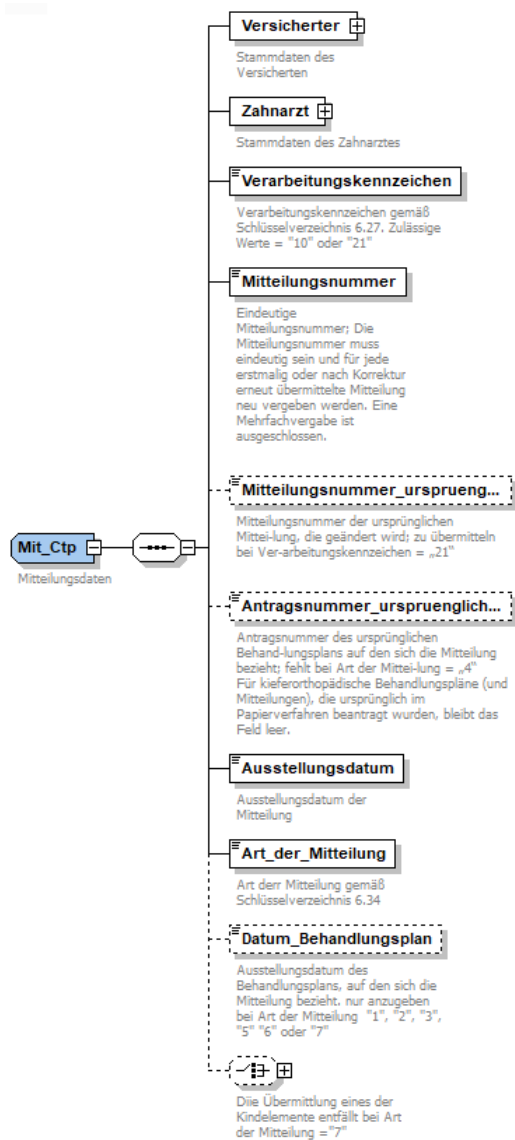 Versicherter
Stammdaten des
Versicherten
Zahnarzt
Stammdaten des Zahnarztes
Verarbeitungskennzeichen
Verarbeitungskennzeichen gemäß
Schlüsselverzeichnis 6.27. Zulässige
Werte = "10" oder "21"
Mitteilungsnummer
Eindeutige
Mitteilungsnummer; Die
Mitteilungsnummer muss
eindeutig sein und für jede
erstmalig oder nach Korrektur
erneut übermittelte Mitteilung
neu vergeben werden. Eine
Mehrfachvergabe ist
ausgeschlossen.
Mitteilungsnummer_ursprueng...
Mitteilungsnummer der ursprünglichen
Mittei-lung, die geändert wird; zu übermitteln
bei Ver-arbeitungskennzeichen = „21“
Mit_Ctp
Mitteilungsdaten
Antragsnummer_urspruenglich...
Antragsnummer des ursprünglichen
Behand-lungsplans auf den sich die Mitteilung
bezieht; fehlt bei Art der Mittei-lung = „4“
Für kieferorthopädische Behandlungspläne (und
Mitteilungen), die ursprünglich im
Papierverfahren beantragt wurden, bleibt das
Feld leer.
Ausstellungsdatum
Ausstellungsdatum der
Mitteilung
Art_der_Mitteilung
Art derr Mitteilung gemäß
Schlüsselverzeichnis 6.34
Datum_Behandlungsplan
Ausstellungsdatum des
Behandlungsplans, auf den sich die
Mitteilung bezieht. nur anzugeben
bei Art der Mitteilung "1", "2", "3",
"5" "6" oder "7"
Diie Übermittlung eines der
Kindelemente entfällt bei Art
der Mitteilung ="7"